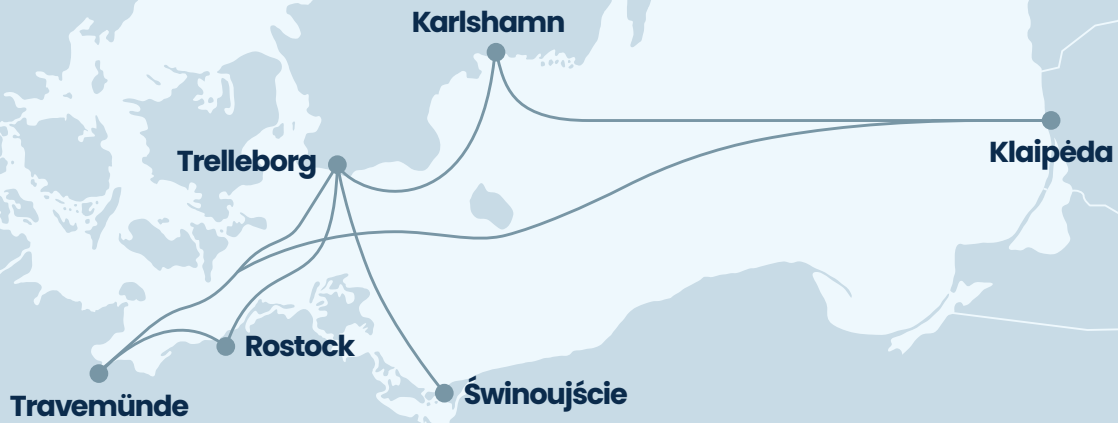 Karlshamn
Klaipėda
Trelleborg
Rostock
Świnoujście
Travemünde